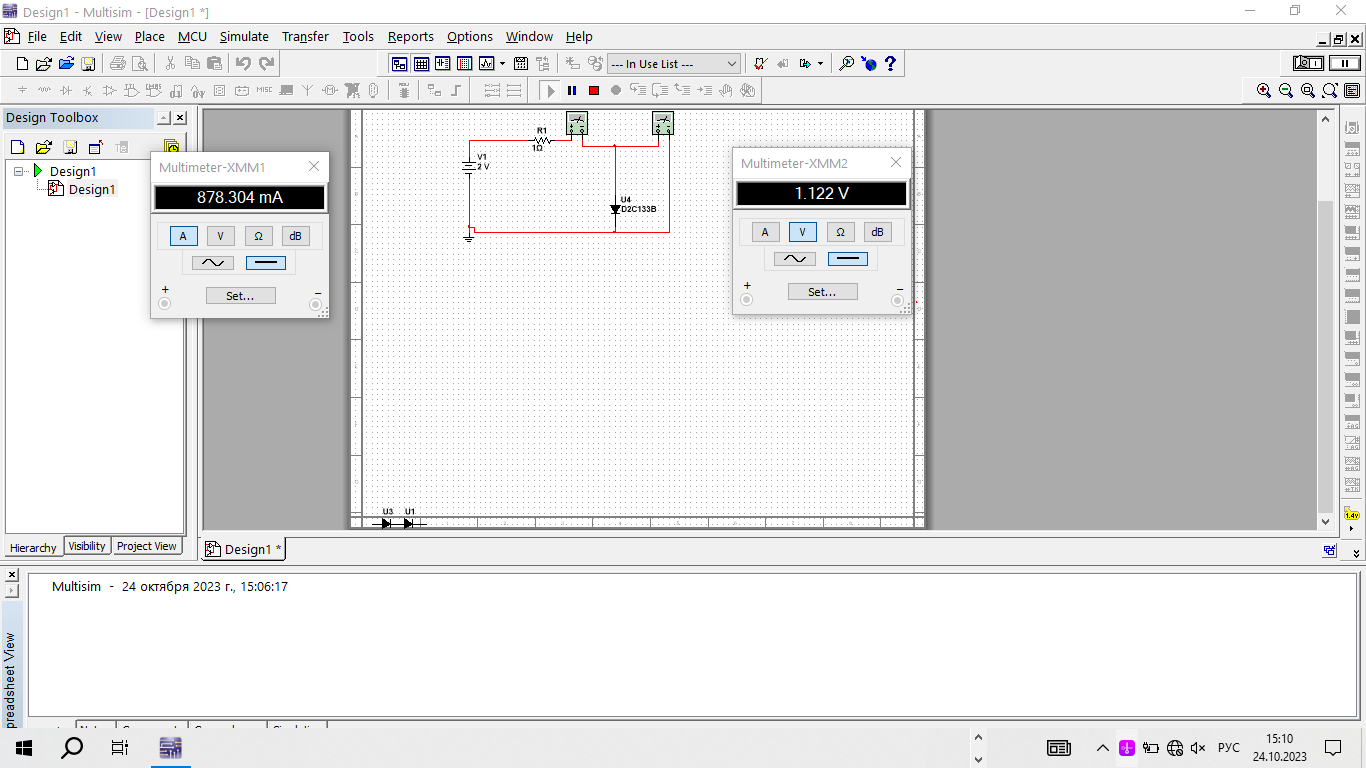 Design1 - Multisim - [Design1 *]
File Edit View Place MCU Simulate Transfer Tools Reports Options Window Help
--- In Use List ---
MISC
Design Toolbox
Design1
Design1
Multimeter-XMM1
878.304 mA
A V Ω dB
+ −
Set...
R1
1Ω
V1
2 V
U4
D2C133B
Multimeter-XMM2
1.122 V
A V Ω dB
+ −
Set...
U3 U1
1.4v
Hierarchy Visibility Project View
Design1 *
Multisim - 24 октября 2023 г., 15:06:17
preadsheet View
РУС
15:10
24.10.2023